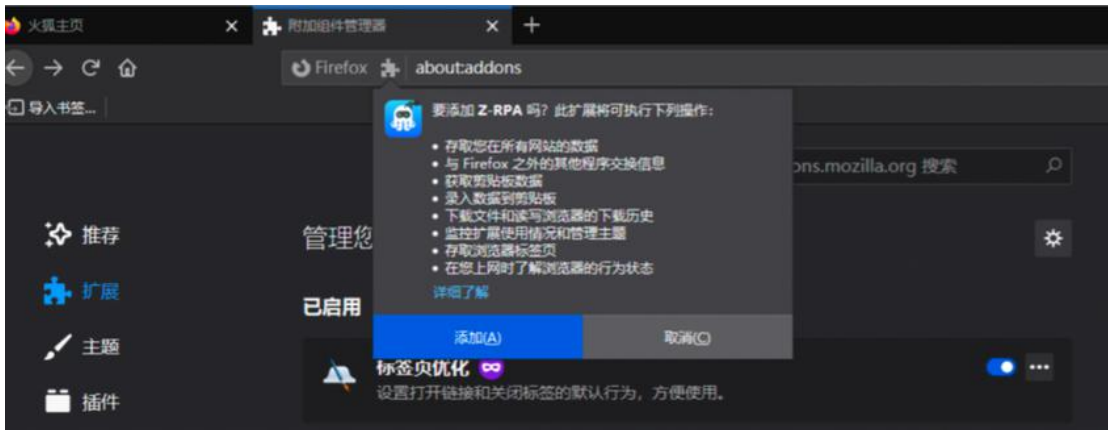 火狐主页
附加组件管理器
Firefox
about:addons
导入书签...
要添加 Z-RPA 吗？此扩展将可执行下列操作：
• 存取您在所有网站的数据
• 与 Firefox 之外的其他程序交换信息
• 获取剪贴板数据
• 录入数据到剪贴板
• 下载文件和读写浏览器的下载历史
• 监控扩展使用情况和管理主题
• 存取浏览器标签页
• 在您上网时了解浏览器的行为状态
详细了解
添加(A)
取消(C)
ons.mozilla.org 搜索
推荐
管理您
扩展
已启用
主题
标签页优化
设置打开链接和关闭标签的默认行为，方便使用。
插件